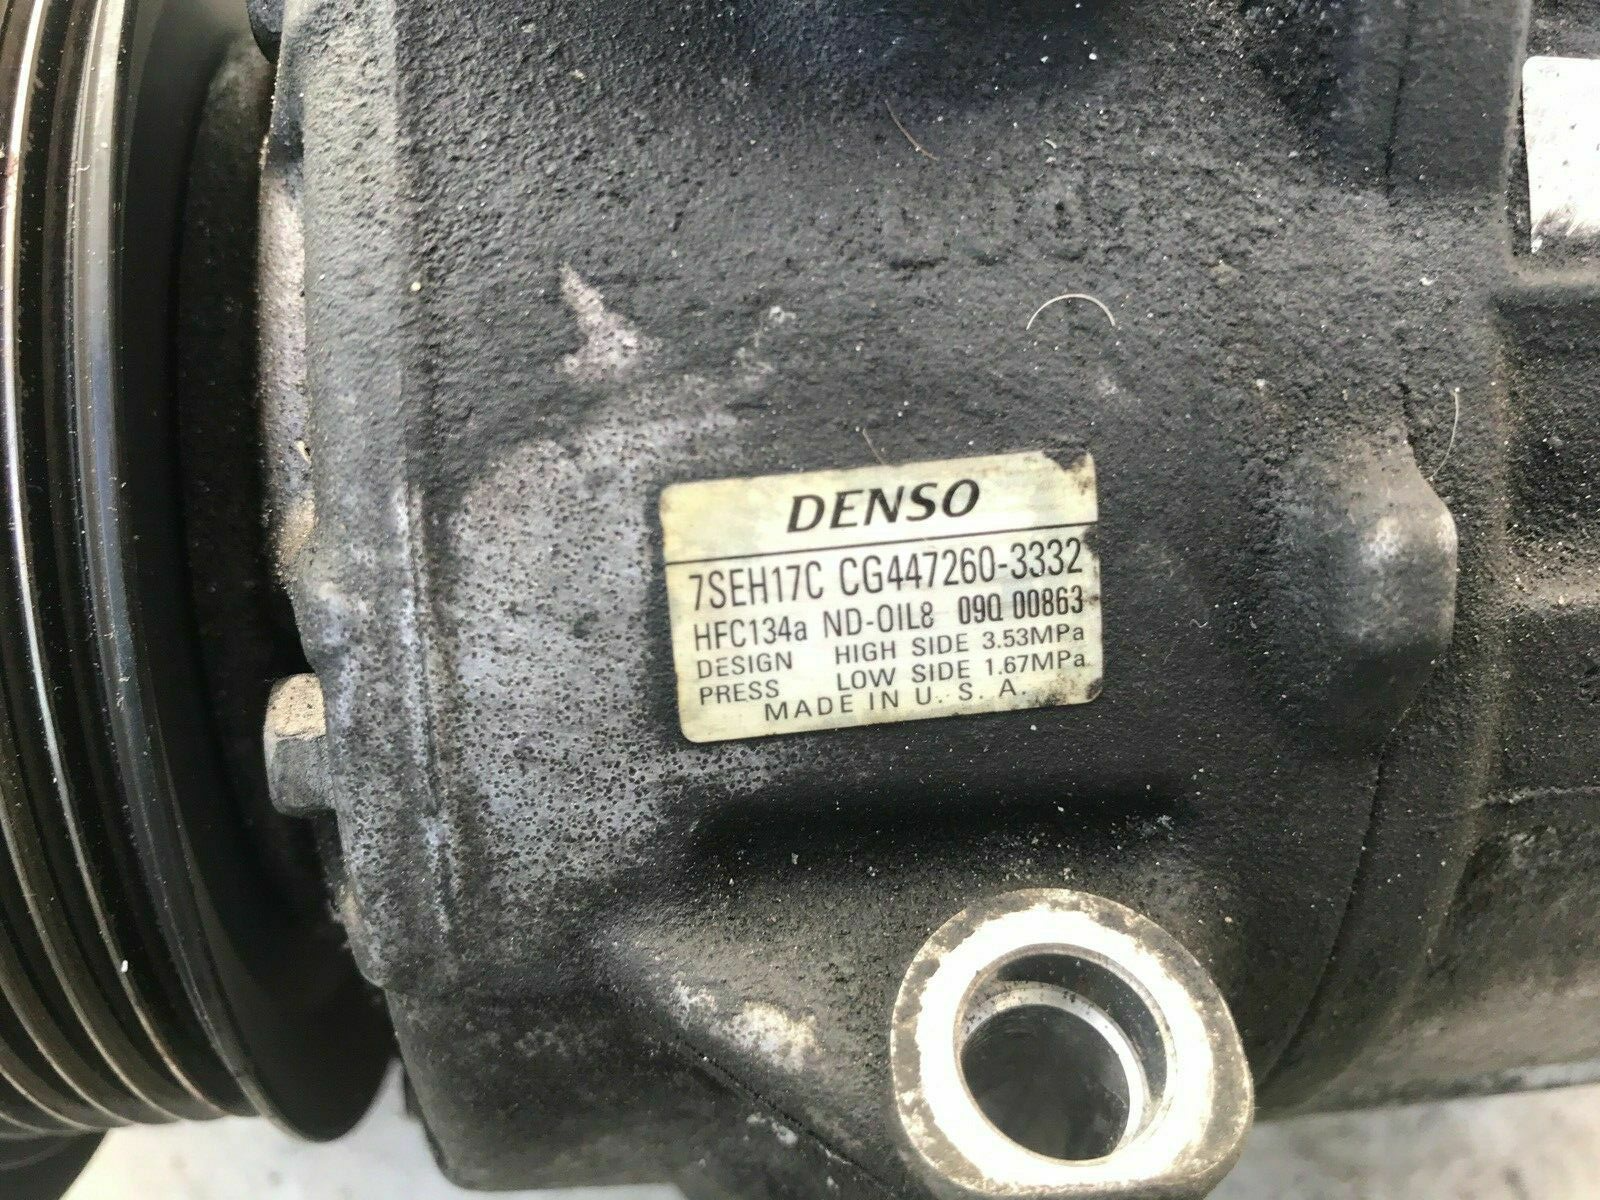 DENSO
7SEH17C CG447260-3332
HFC134a ND-OIL8 09Q 00863
DESIGN HIGH SIDE 3.53MPa
PRESS LOW SIDE 1.67MPa
MADE IN U.S.A.